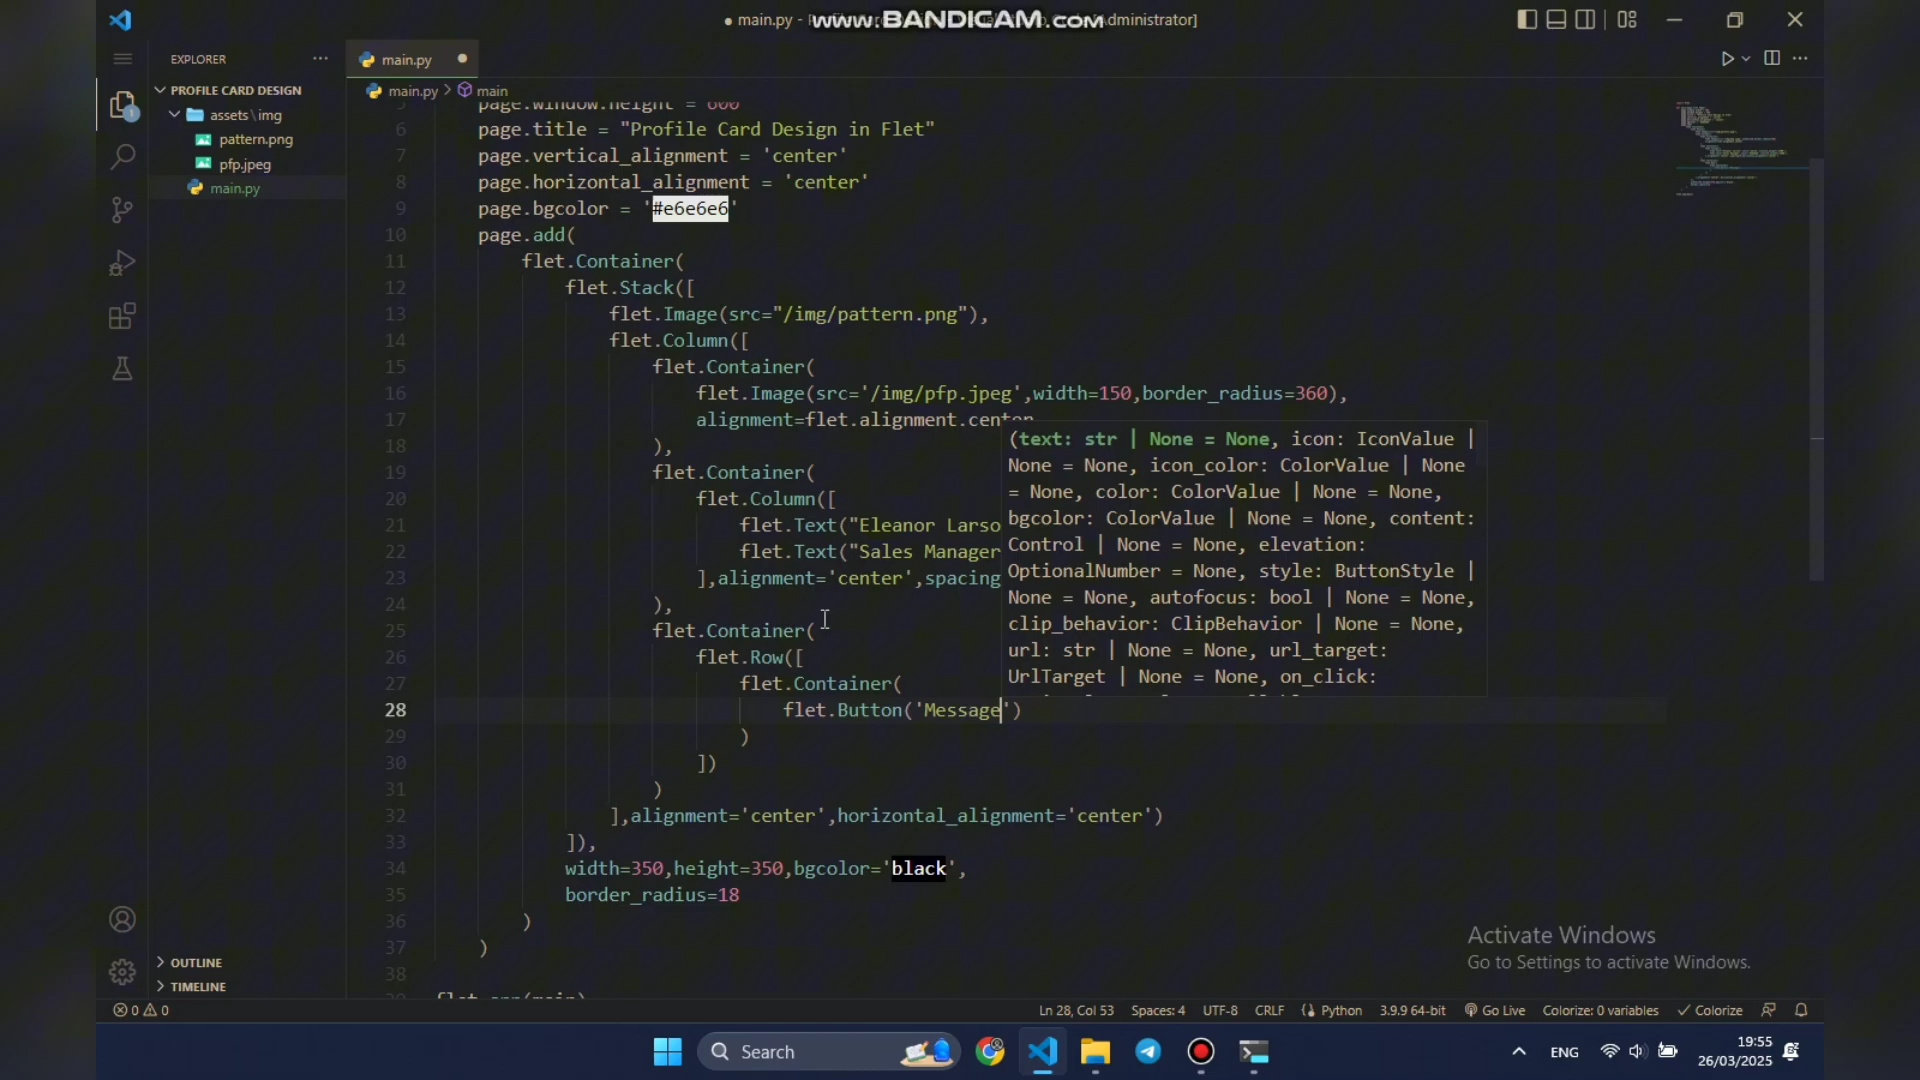 ● main.py -
www.BANDICAM.com
Administrator]
EXPLORER
main.py
PROFILE CARD DESIGN
main.py > main
assets\img
pattern.png
pfp.jpeg
main.py
page.window.height = 600
6 page.title = "Profile Card Design in Flet"
7 page.vertical_alignment = 'center'
8 page.horizontal_alignment = 'center'
9 page.bgcolor = '#e6e6e6'
10 page.add(
11 flet.Container(
12 flet.Stack([
13 flet.Image(src="/img/pattern.png"),
14 flet.Column([
15 flet.Container(
16 flet.Image(src='/img/pfp.jpeg',width=150,border_radius=360),
17 alignment=flet.alignment.center
18 ),
19 flet.Container(
20 flet.Column([
21 flet.Text("Eleanor Larso
22 flet.Text("Sales Manager
23 ],alignment='center',spacing
24 ),
25 flet.Container(
26 flet.Row([
27 flet.Container(
28 flet.Button('Message')
29 )
30 ])
31 )
32 ],alignment='center',horizontal_alignment='center')
33 ]),
34 width=350,height=350,bgcolor='black',
35 border_radius=18
36 )
37 )
38
(text: str | None = None, icon: IconValue |
None = None, icon_color: ColorValue | None
= None, color: ColorValue | None = None,
bgcolor: ColorValue | None = None, content:
Control | None = None, elevation:
OptionalNumber = None, style: ButtonStyle |
None = None, autofocus: bool | None = None,
clip_behavior: ClipBehavior | None = None,
url: str | None = None, url_target:
UrlTarget | None = None, on_click:
Activate Windows
Go to Settings to activate Windows.
OUTLINE
TIMELINE
0 0
Ln 28, Col 53 Spaces: 4 UTF-8 CRLF Python 3.9.9 64-bit Go Live Colorize: 0 variables Colorize
Search
ENG
19:55
26/03/2025